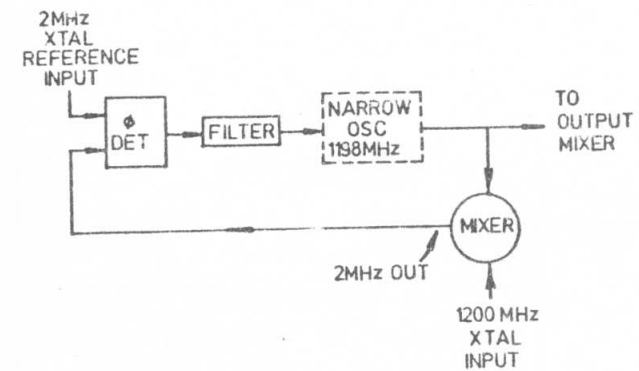 2MHz
XTAL
REFERENCE
INPUT
ϕ
DET
FILTER
NARROW
OSC
1198MHz
TO
OUTPUT
MIXER
MIXER
2MHz OUT
1200 MHz
XTAL
INPUT